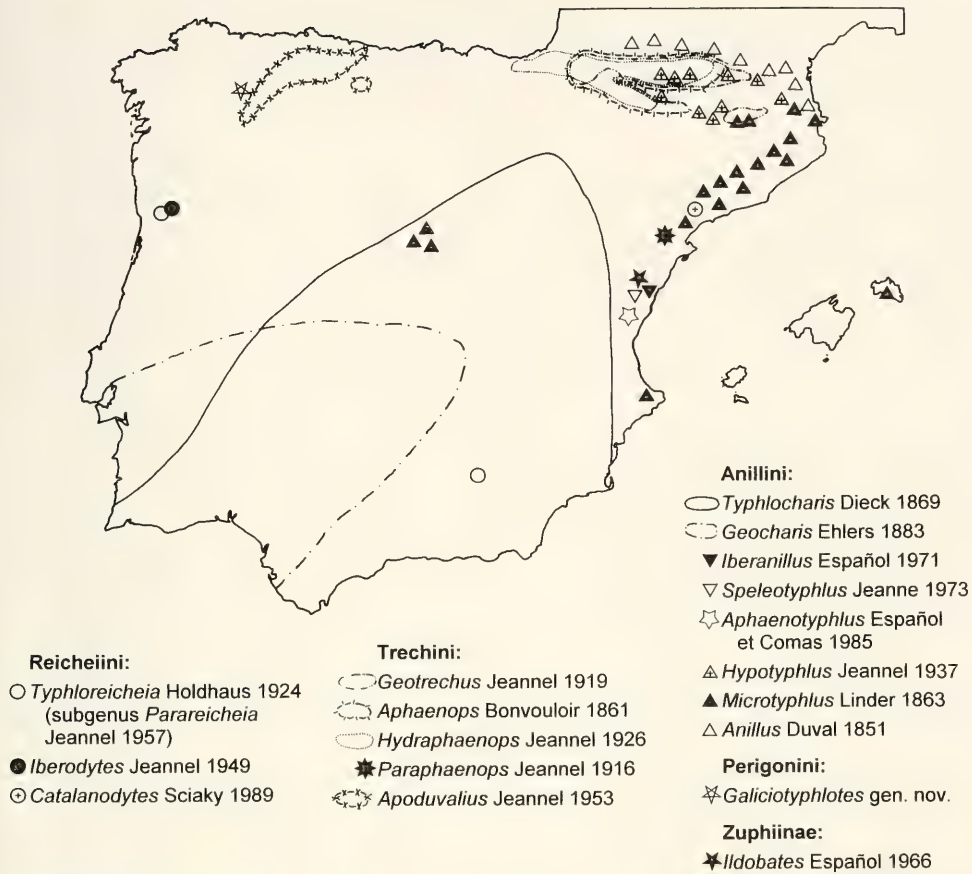 Reicheiini:
Typhloreicheia Holdhaus 1924
(subgenus Parareicheia
Jeannel 1957)
Iberodytes Jeannel 1949
Catalanodytes Sciaky 1989
Trechini:
Geotrechus Jeannel 1919
Aphaenops Bonvouloir 1861
Hydraphaenops Jeannel 1926
Paraphaenops Jeannel 1916
Apoduvalius Jeannel 1953
Anillini:
Typhlocharis Dieck 1869
Geocharis Ehlers 1883
Iberanillus Español 1971
Speleotyphlus Jeanne 1973
Aphaenotyphlus Español
et Comas 1985
Hypotyphlus Jeannel 1937
Microtyphlus Linder 1863
Anillus Duval 1851
Perigonini:
Galiciotyphlotes gen. nov.
Zuphiinae:
Ildobates Español 1966